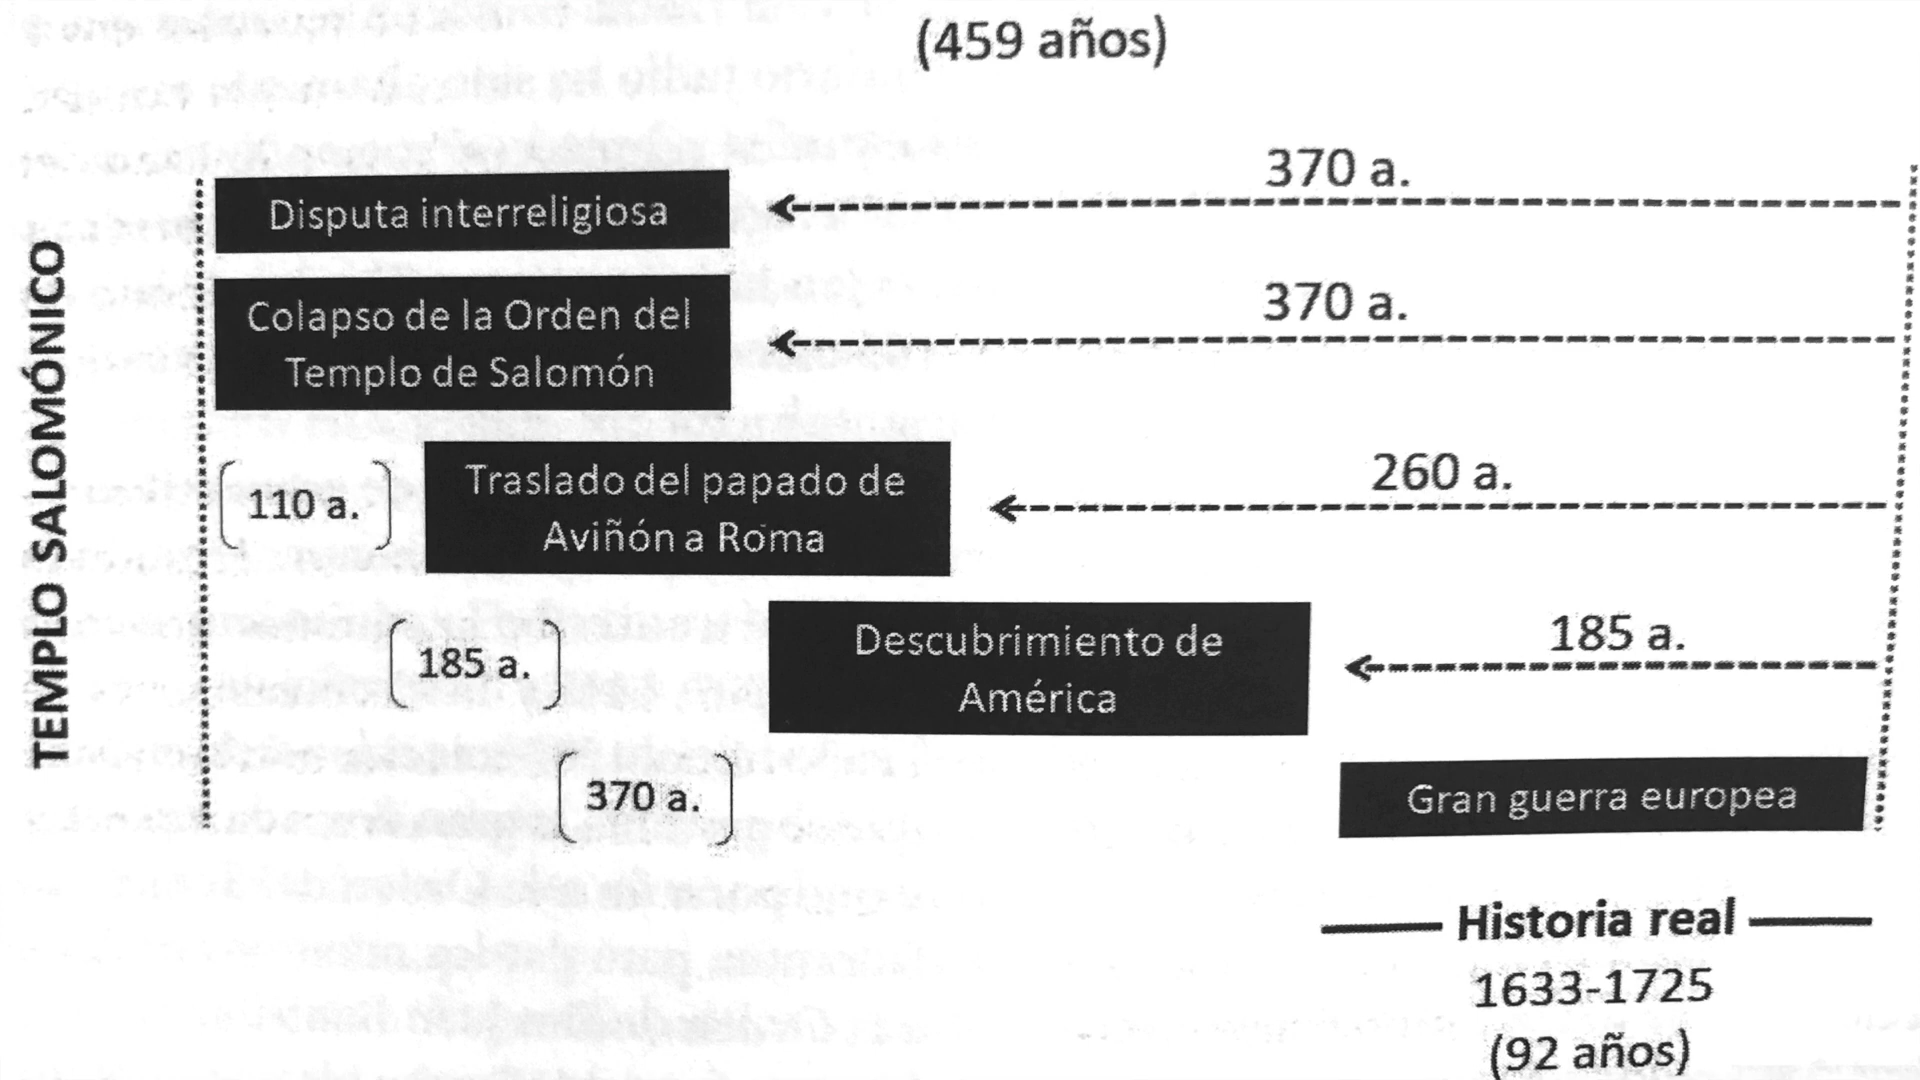 (459 años)
370 a.
Disputa interreligiosa
370 a.
Colapso de la Orden del
Templo de Salomón
TEMPLO SALOMÓNICO
260 a.
110 a.
Traslado del papado de
Aviñón a Roma
185 a.
185 a.
Descubrimiento de
América
370 a.
Gran guerra europea
Historia real
1633-1725
(92 años)